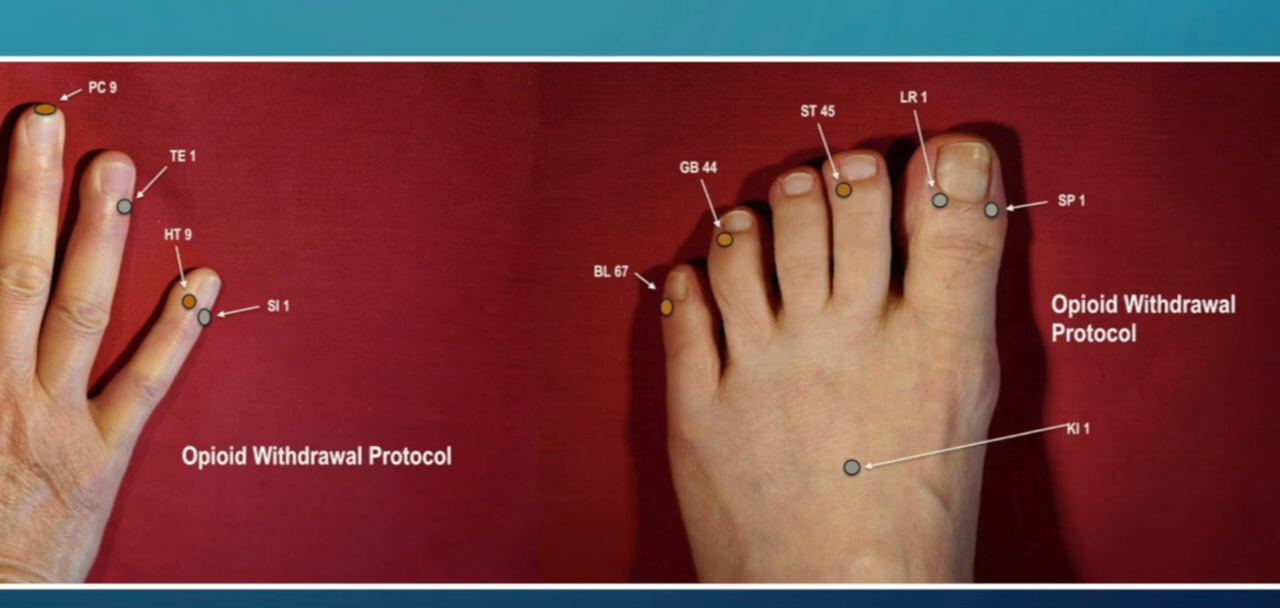 PC 9
TE 1
HT 9
SI 1
Opioid Withdrawal Protocol
LR 1
ST 45
GB 44
SP 1
BL 67
Opioid Withdrawal
Protocol
KI 1